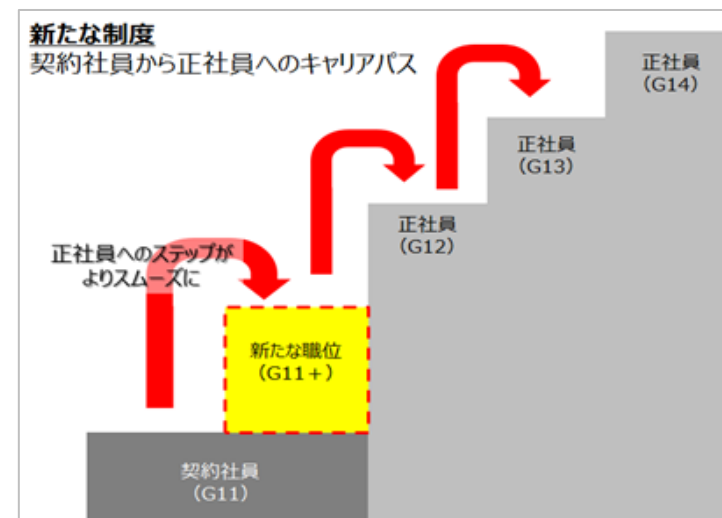 新たな制度
契約社員から正社員へのキャリアパス
正社員
(G14)
正社員
(G13)
正社員
(G12)
正社員へのステップが
よりスムーズに
新たな職位
(G11+)
契約社員
(G11)